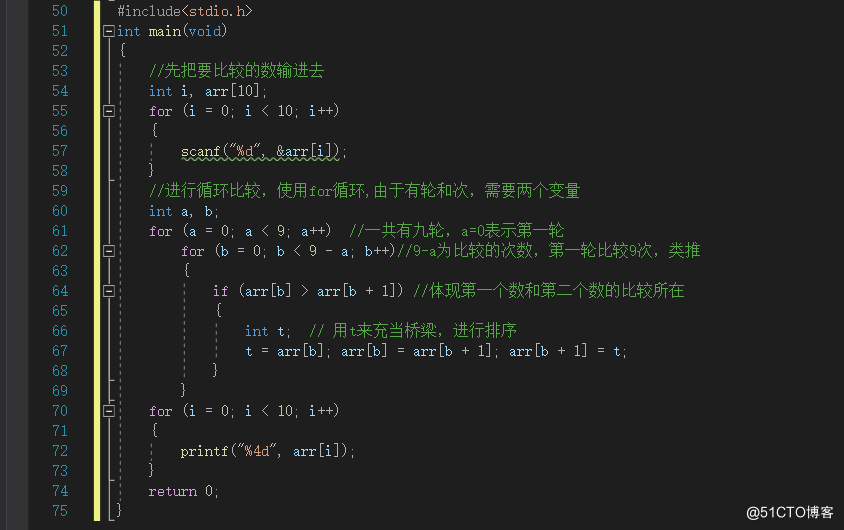 50 #include<stdio.h>
51 int main(void)
52 {
53 //先把要比较的数输进去
54 int i, arr[10];
55 for (i = 0; i < 10; i++)
56 {
57 scanf("%d", &arr[i]);
58 }
59 //进行循环比较，使用for循环,由于有轮和次，需要两个变量
60 int a, b;
61 for (a = 0; a < 9; a++) //一共有九轮，a=0表示第一轮
62 for (b = 0; b < 9 - a; b++)//9-a为比较的次数，第一轮比较9次，类推
63 {
64 if (arr[b] > arr[b + 1]) //体现第一个数和第二个数的比较所在
65 {
66 int t; // 用t来充当桥梁，进行排序
67 t = arr[b]; arr[b] = arr[b + 1]; arr[b + 1] = t;
68 }
69 }
70 for (i = 0; i < 10; i++)
71 {
72 printf("%4d", arr[i]);
73 }
74 return 0;
75 }
@51CTO博客